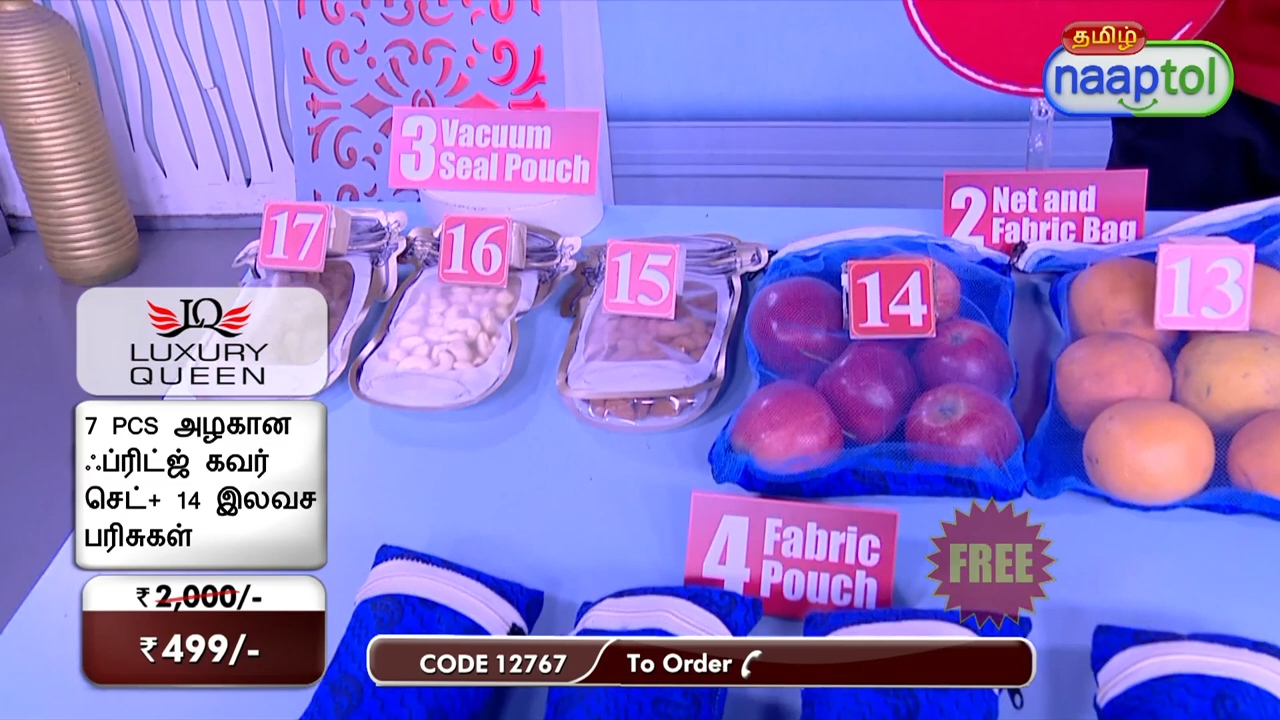 தமிழ்
naaptol
3 Vacuum
Seal Pouch
2 Net and
Fabric Bag
17
16
15
14
13
LQ
LUXURY
QUEEN
7 PCS அழகான
ஃப்ரிட்ஜ் கவர்
செட்+ 14 இலவச
பரிசுகள்
4 Fabric
Pouch
FREE
₹2,000/-
₹499/-
CODE 12767
To Order